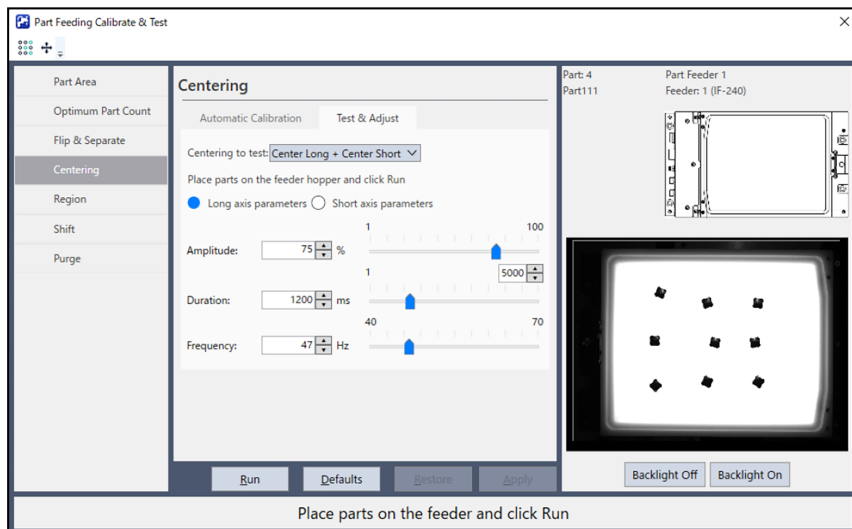 Part Feeding Calibrate & Test
Part Area
Optimum Part Count
Flip & Separate
Centering
Region
Shift
Purge
Centering
Automatic Calibration
Test & Adjust
Centering to test: Center Long + Center Short
Place parts on the feeder hopper and click Run
Long axis parameters Short axis parameters
1 100
Amplitude: 75 %
1 5000
Duration: 1200 ms
40 70
Frequency: 47 Hz
Run Defaults Restore Apply
Part: 4 Part Feeder 1
Part111 Feeder: 1 (IF-240)
Backlight Off Backlight On
Place parts on the feeder and click Run